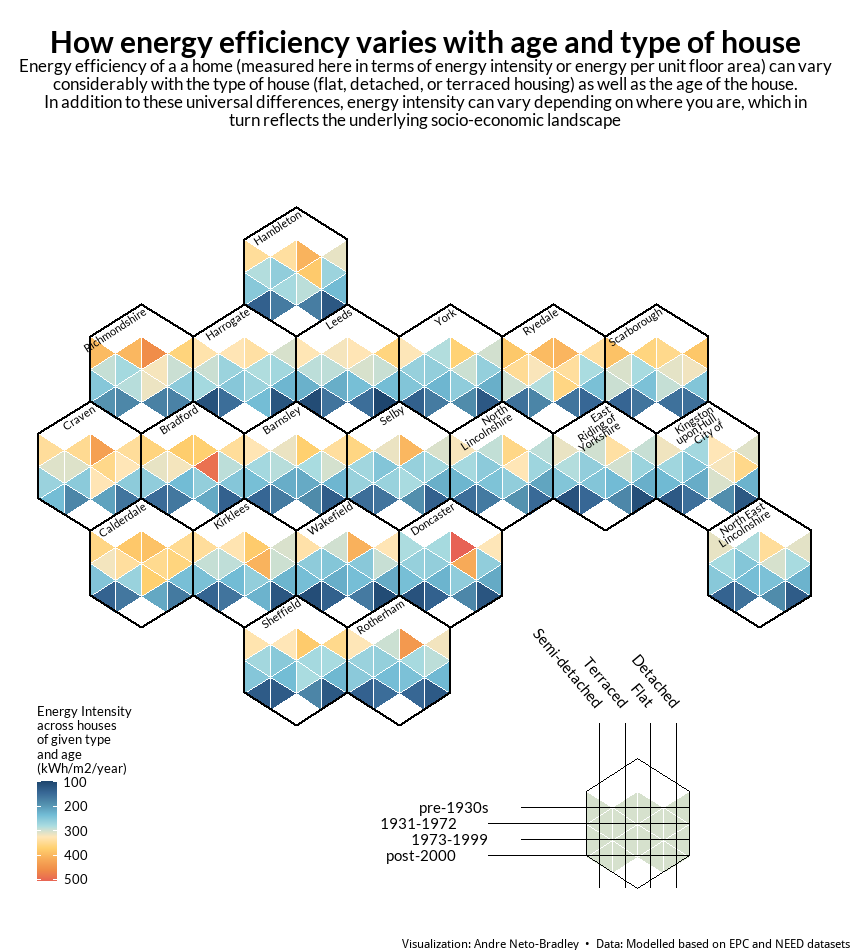 How energy efficiency varies with age and type of house
Energy efficiency of a a home (measured here in terms of energy intensity or energy per unit floor area) can vary
considerably with the type of house (flat, detached, or terraced housing) as well as the age of the house.
In addition to these universal differences, energy intensity can vary depending on where you are, which in
turn reflects the underlying socio-economic landscape
Hambleton
Richmondshire
Harrogate
Leeds
York
Ryedale
Scarborough
Craven
Bradford
Barnsley
Selby
North
Lincolnshire
East
Riding of
Yorkshire
Kingston
upon Hull,
City of
Calderdale
Kirklees
Wakefield
Doncaster
North East
Lincolnshire
Sheffield
Rotherham
Semi-detached
Terraced
Flat
Detached
pre-1930s
1931-1972
1973-1999
post-2000
Energy Intensity
across houses
of given type
and age
(kWh/m2/year)
100
200
300
400
500
Visualization: Andre Neto-Bradley • Data: Modelled based on EPC and NEED datasets